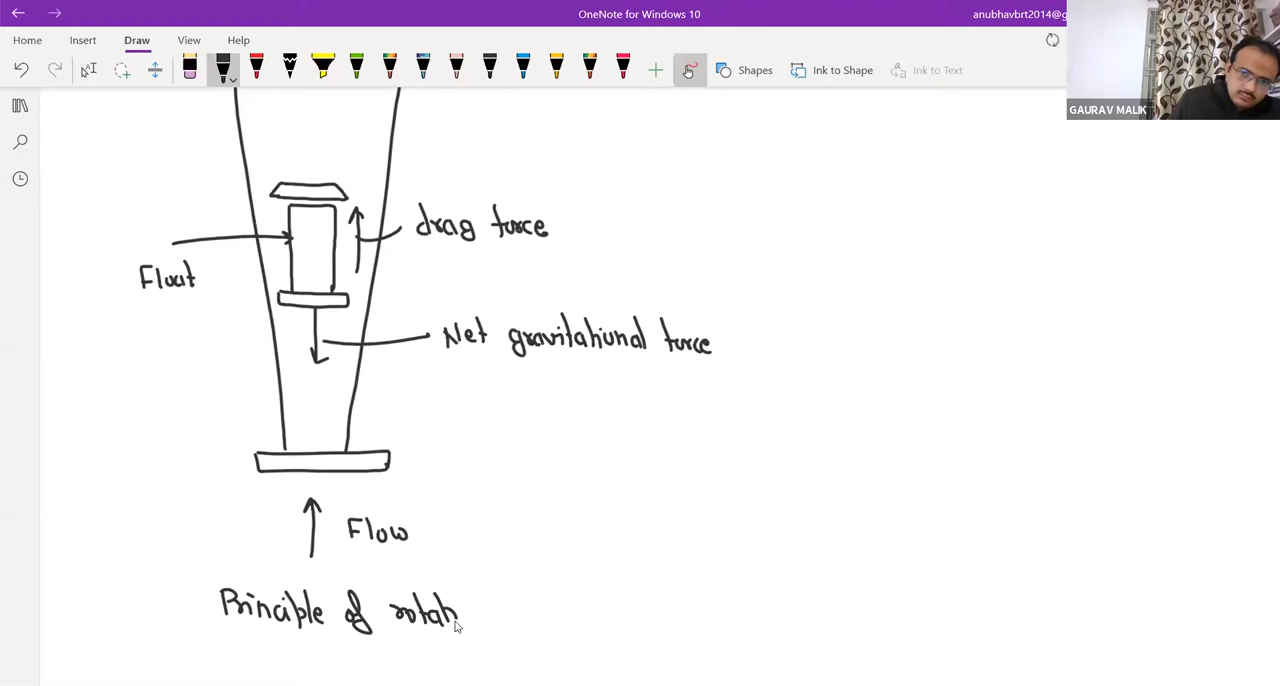 OneNote for Windows 10
anubhavbrt2014@g
Home Insert Draw View Help
Shapes Ink to Shape Ink to Text
GAURAV MALIK
drag force
Float
Net gravitational force
Flow
Principle of rotat